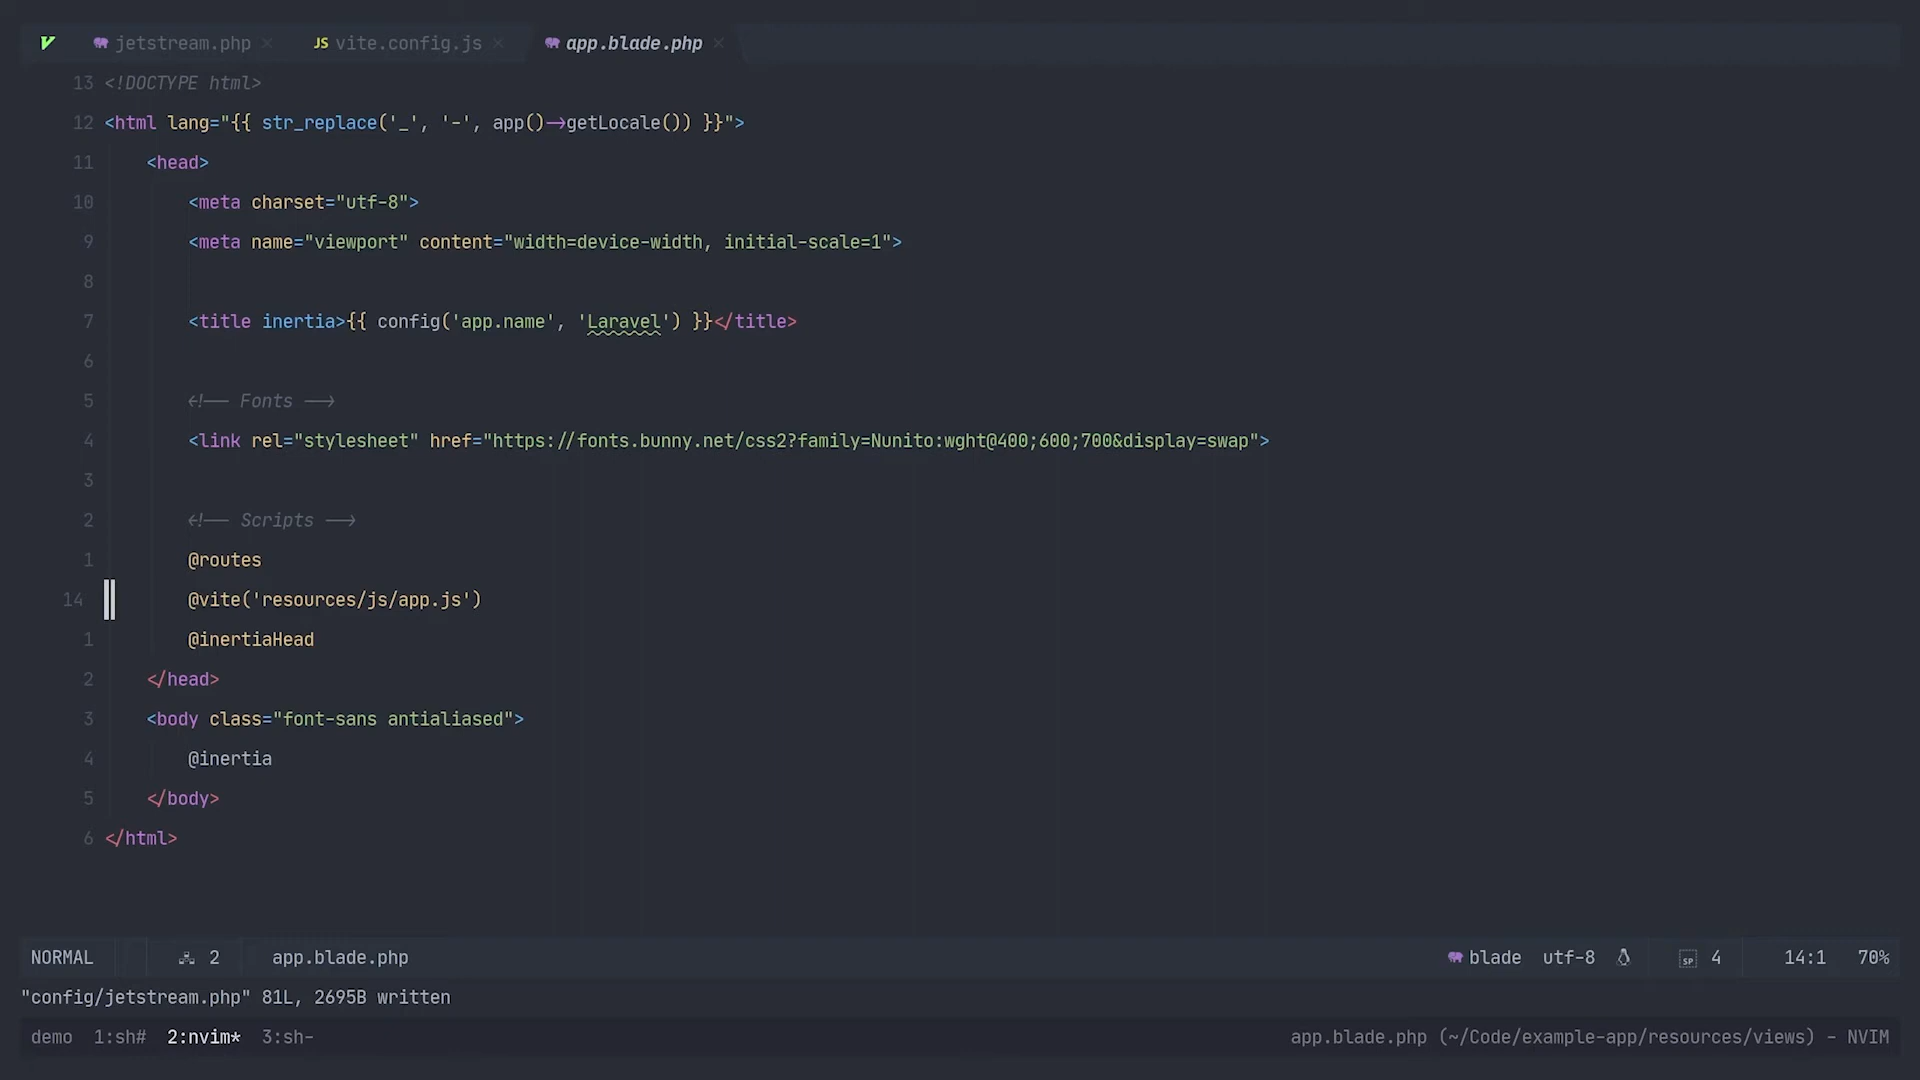 jetstream.php × JS vite.config.js × app.blade.php ×
13 <!DOCTYPE html>
12 <html lang="{{ str_replace('_', '-', app()->getLocale()) }}">
11 <head>
10 <meta charset="utf-8">
9 <meta name="viewport" content="width=device-width, initial-scale=1">
8
7 <title inertia>{{ config('app.name', 'Laravel') }}</title>
6
5 <!-- Fonts -->
4 <link rel="stylesheet" href="https://fonts.bunny.net/css2?family=Nunito:wght@400;600;700&display=swap">
3
2 <!-- Scripts -->
1 @routes
14 @vite('resources/js/app.js')
1 @inertiaHead
2 </head>
3 <body class="font-sans antialiased">
4 @inertia
5 </body>
6 </html>
NORMAL 2 app.blade.php blade utf-8 SP 4 14:1 70%
"config/jetstream.php" 81L, 2695B written
demo 1:sh# 2:nvim* 3:sh- app.blade.php (~/Code/example-app/resources/views) - NVIM